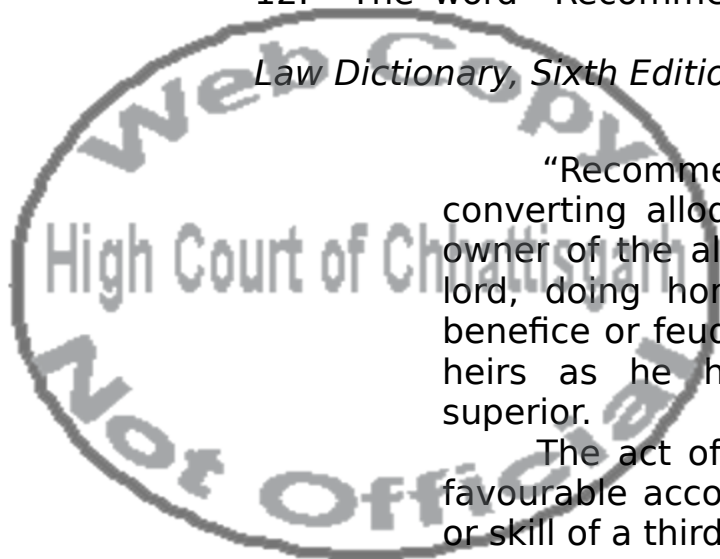 12. The word "Recomme
Law Dictionary, Sixth Editio
Web Copy
"Recomme
converting alloc
High Court of Chhattisgarh
owner of the al
lord, doing hor
benefice or feuc
heirs as he h
superior.
Not Official
The act of
favourable acco
or skill of a third